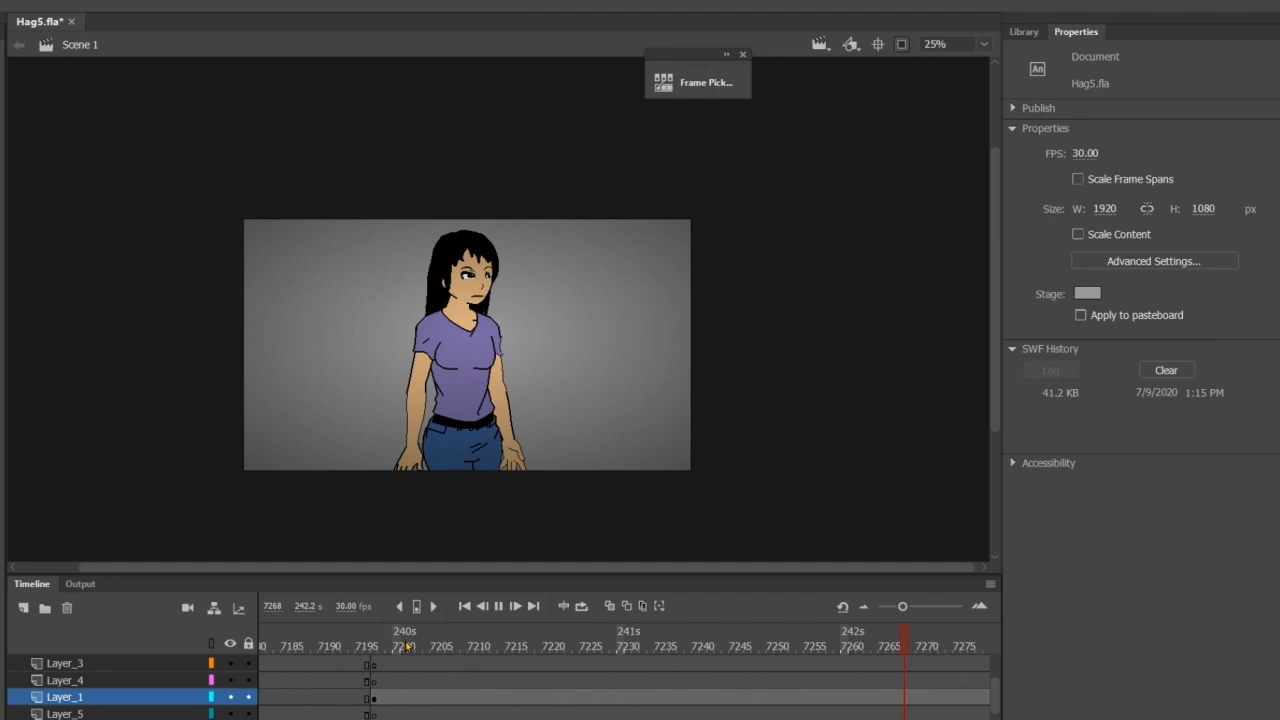 Hag5.fla*
Scene 1
25%
Frame Pick...
Library
Properties
An
Document
Hag5.fla
Publish
Properties
FPS: 30.00
Scale Frame Spans
Size: W: 1920 H: 1080 px
Scale Content
Advanced Settings...
Stage:
Apply to pasteboard
SWF History
Log
Clear
41.2 KB 7/9/2020 1:15 PM
Accessibility
Timeline
Output
7268 242.2 s 30.00 fps
240s 241s 242s
7185 7190 7195 7205 7210 7215 7220 7225 7230 7235 7240 7245 7250 7255 7260 7265 7270 7275
Layer_3
Layer_4
Layer_1
Layer_5